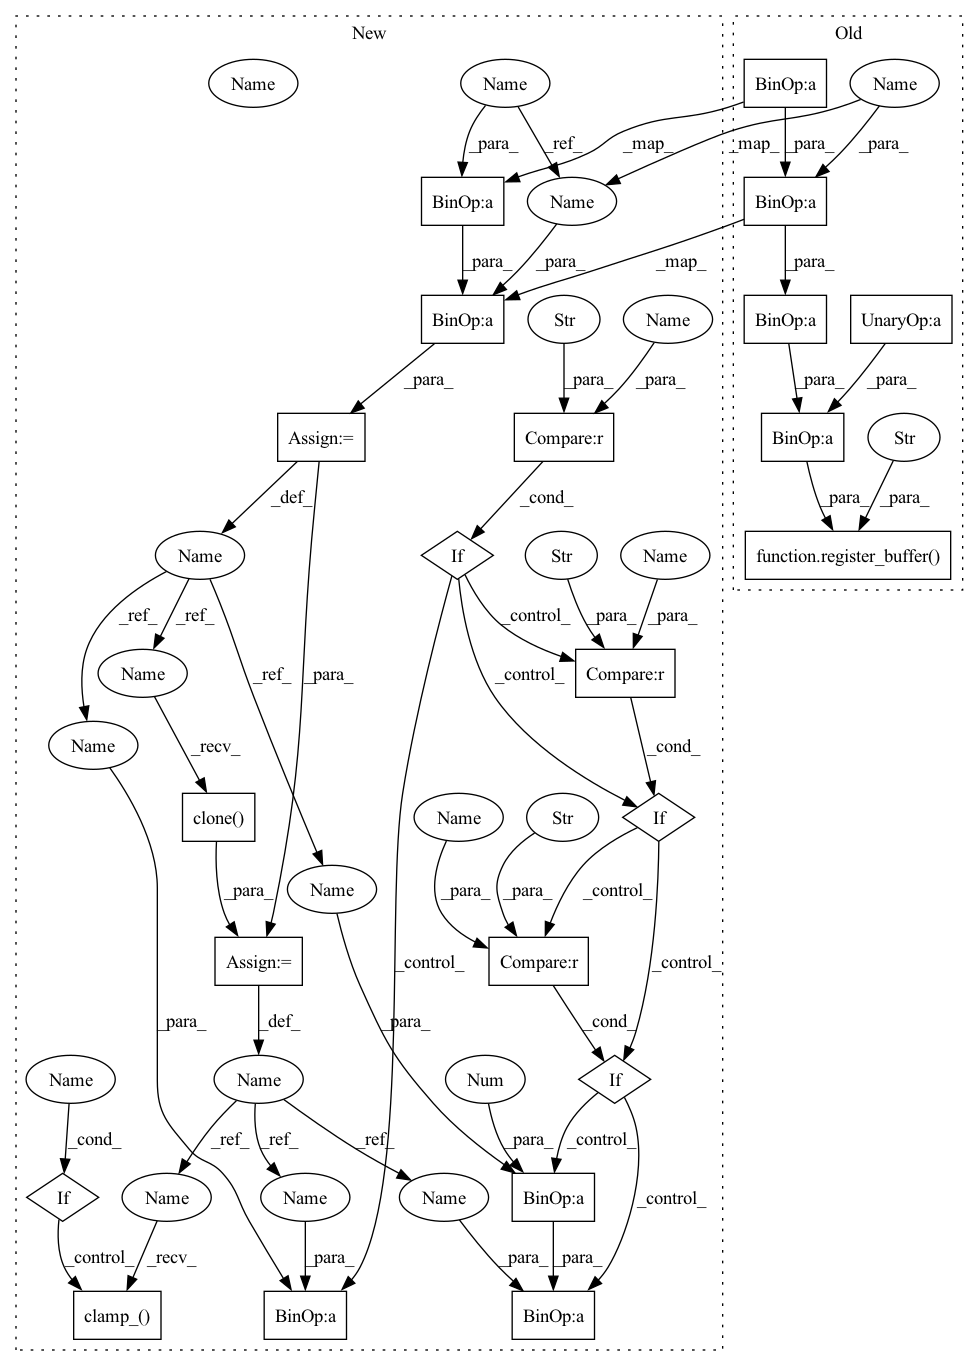 New
Old
Name
Name
BinOp:a
Name
_para_
_ref_
_map_
_para_
_map_
_para_
BinOp:a
Name
BinOp:a
_para_
_para_
_map_
_para_
BinOp:a
Str
Name
BinOp:a
UnaryOp:a
_para_
_para_
_para_
_para_
_para_
Assign:=
Compare:r
BinOp:a
Str
_def_
_cond_
_para_
_para_
Name
If
Str
Name
function.register_buffer()
_ref_
_ref_
_control_
_para_
_para_
Name
_ref_
_para_
_control_
Compare:r
Name
_recv_
_cond_
clone()
Name
Str
If
_para_
Name
_para_
_para_
_control_
Assign:=
_control_
Compare:r
_control_
_para_
_def_
_para_
_cond_
Name
Name
Num
If
_cond_
_ref_
_ref_
_ref_
_para_
_control_
If
Name
Name
Name
BinOp:a
_control_
_control_
_recv_
_para_
_para_
_para_
clamp_()
BinOp:a
BinOp:a